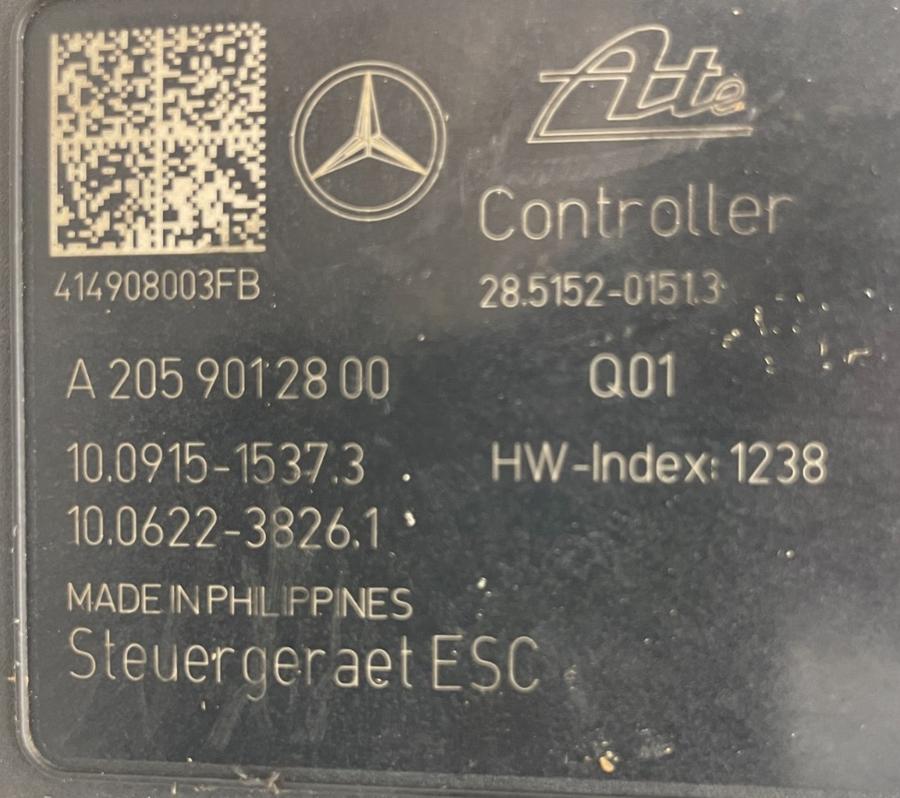 Ate
Controller
414908003FB
28.5152-0151.3
A 205 901 28 00
Q01
10.0915-1537.3
HW-Index: 1238
10.0622-3826.1
MADE IN PHILIPPINES
Steuergeraet ESC